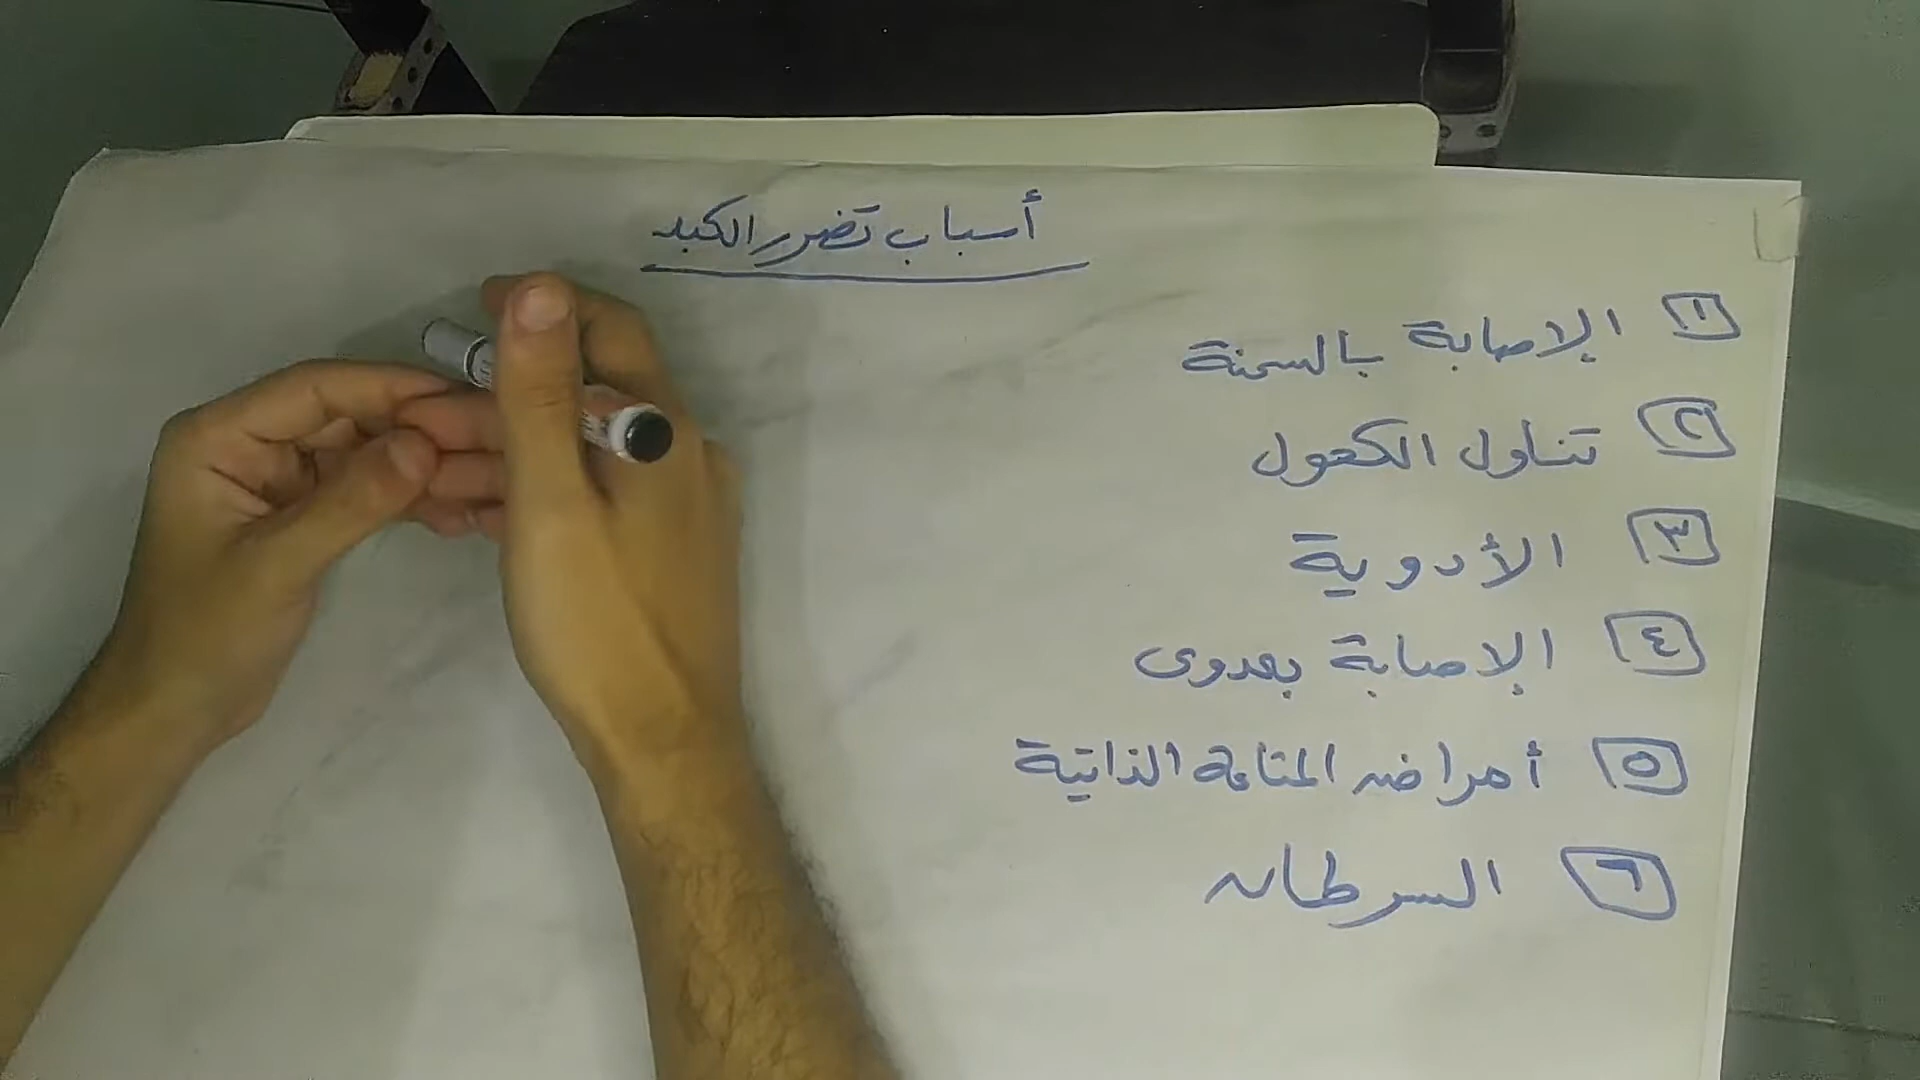 أسباب تضرر الكبد
١ الإصابة بالسمنة
٢ تناول الكحول
٣ الأدوية
٤ الإصابة بعدوى
٥ أمراض المناعة الذاتية
٦ السرطان